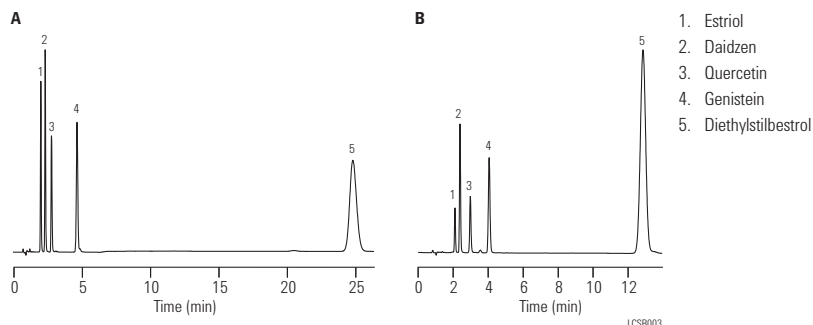 A
B
1. Estriol
2. Daidzen
3. Quercetin
4. Genistein
5. Diethylstilbestrol
1
2
3
4
5
1
2
3
4
5
0 5 10 15 20 25
Time (min)
0 2 4 6 8 10 12
Time (min)
LCSB003